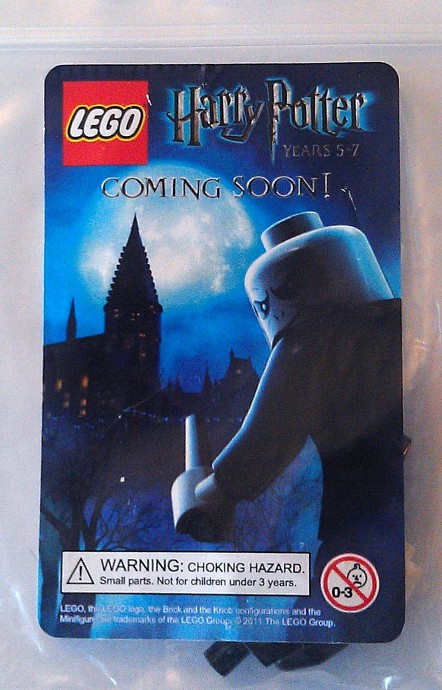 LEGO
Harry Potter
YEARS 5-7
COMING SOON!
WARNING: CHOKING HAZARD.
Small parts. Not for children under 3 years.
0-3
LEGO, the LEGO logo, the Brick and the Knob configurations and the
Minifigure are trademarks of the LEGO Group. © 2011 The LEGO Group.